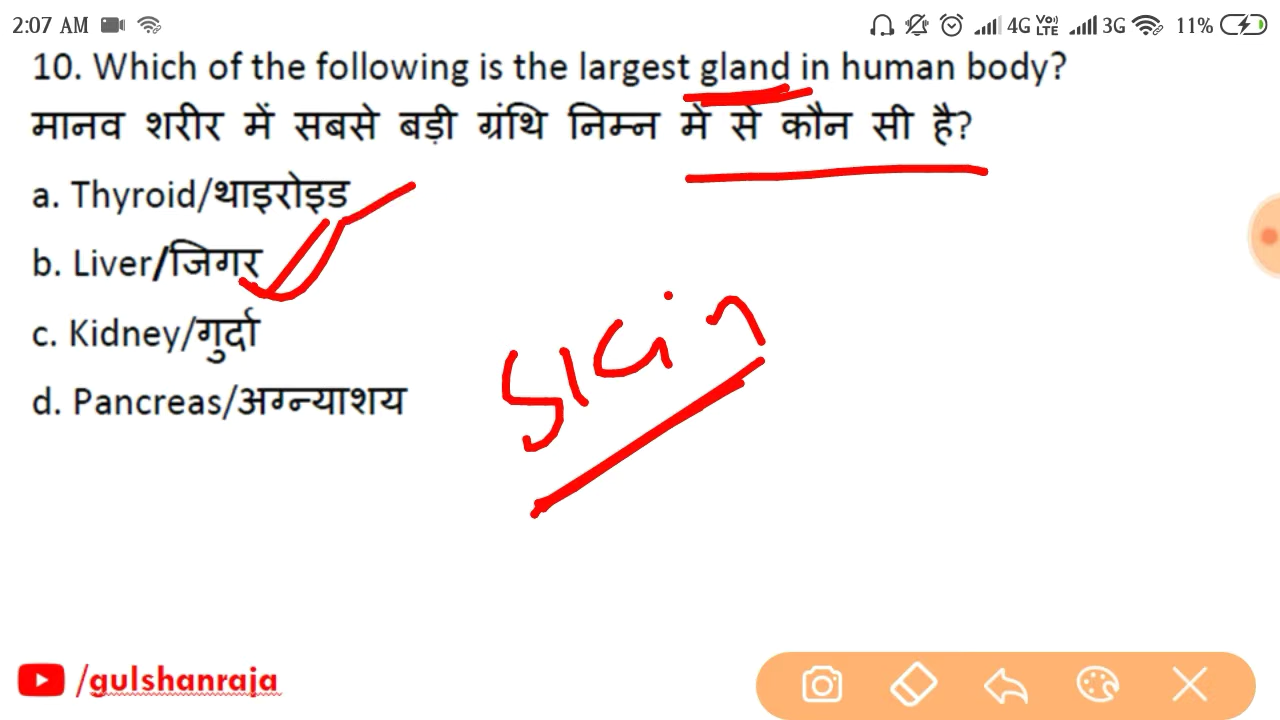 2:07 AM 4G VoLTE 3G 11%
10. Which of the following is the largest gland in human body?
मानव शरीर में सबसे बड़ी ग्रंथि निम्न में से कौन सी है?
a. Thyroid/थाइरोइड
b. Liver/जिगर
c. Kidney/गुर्दा
d. Pancreas/अग्न्याशय
/gulshanraja